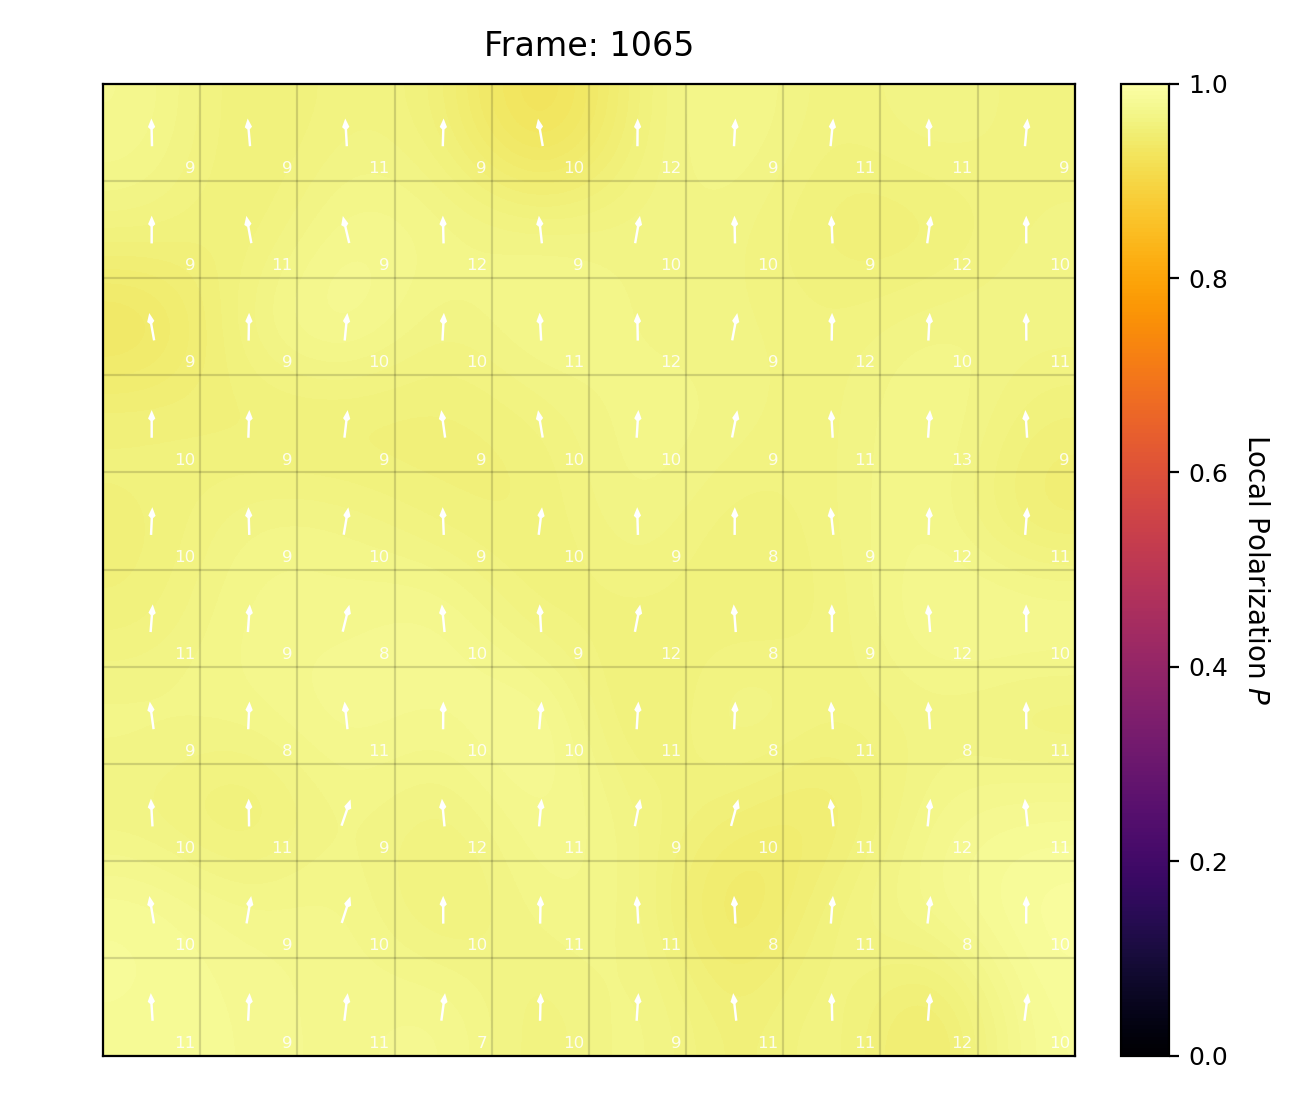 Frame: 1065
9 9 11 9 10 12 9 11 11 9
9 11 9 12 9 10 10 9 12 10
9 9 10 10 11 12 9 12 10 11
10 9 9 9 10 10 9 11 13 9
10 9 10 9 10 9 8 9 12 11
11 9 8 10 9 12 8 9 12 10
9 8 11 10 10 11 8 11 8 11
10 11 9 12 11 9 10 11 12 11
10 9 10 10 11 11 8 11 8 10
11 9 11 7 10 9 11 11 12 10
1.0
0.8
0.6
0.4
0.2
0.0
Local Polarization P